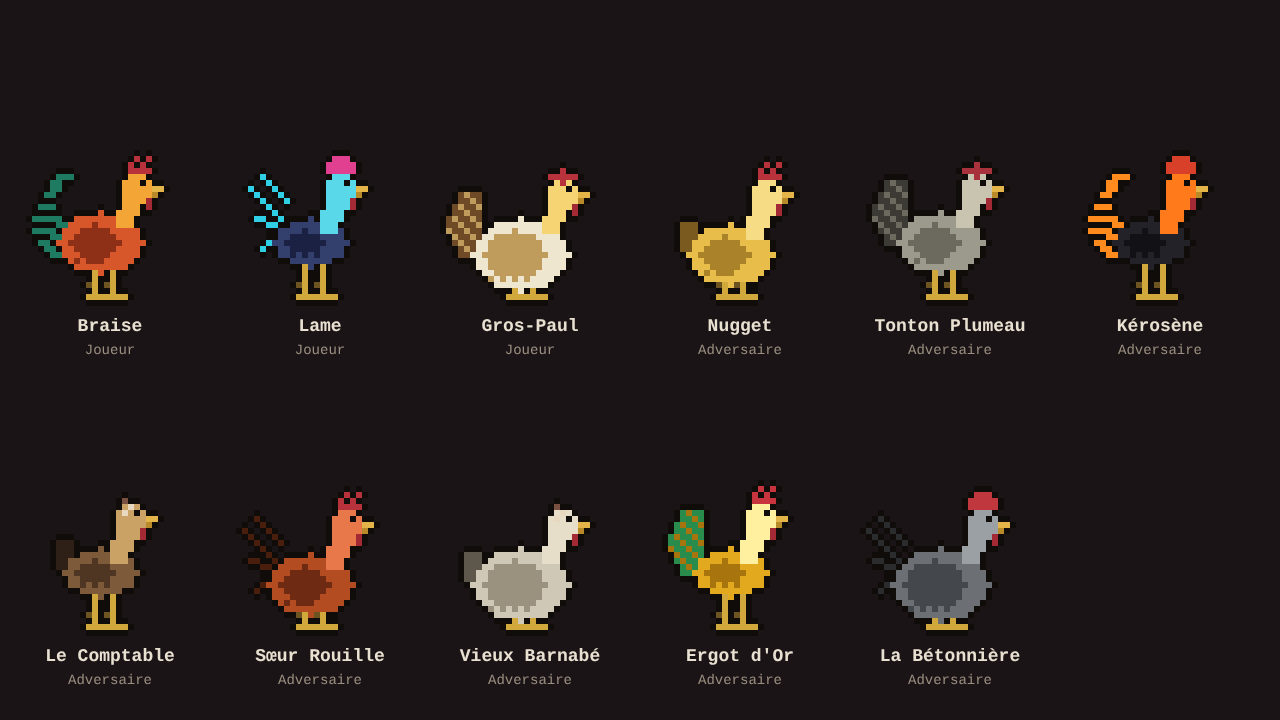 Braise
Joueur
Lame
Joueur
Gros-Paul
Joueur
Nugget
Adversaire
Tonton Plumeau
Adversaire
Kérosène
Adversaire
Le Comptable
Adversaire
Sœur Rouille
Adversaire
Vieux Barnabé
Adversaire
Ergot d'Or
Adversaire
La Bétonnière
Adversaire